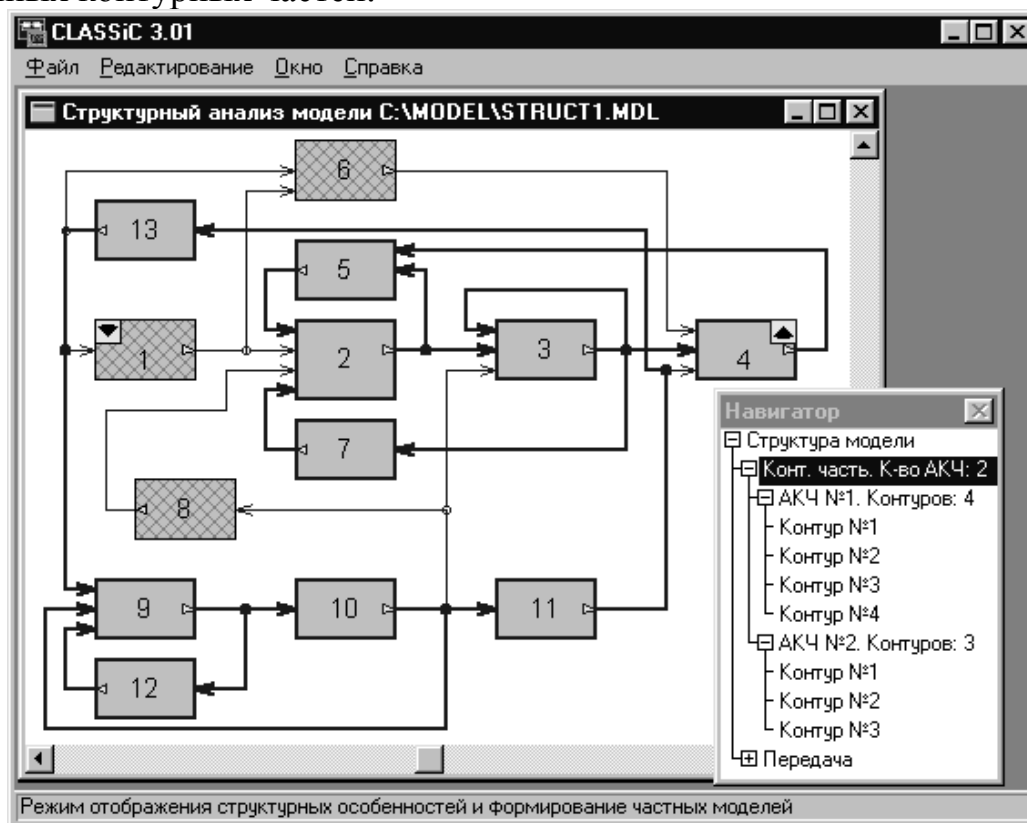 CLASSiC 3.01
Файл Редактирование Окно Справка
Структурный анализ модели C:\MODEL\STRUCT1.MDL
6
13
5
1
2
3
4
7
8
9
10
11
12
Навигатор
Структура модели
Конт. часть. К-во АКЧ: 2
АКЧ №1. Контуров: 4
Контур №1
Контур №2
Контур №3
Контур №4
АКЧ №2. Контуров: 3
Контур №1
Контур №2
Контур №3
Передача
Режим отображения структурных особенностей и формирование частных моделей